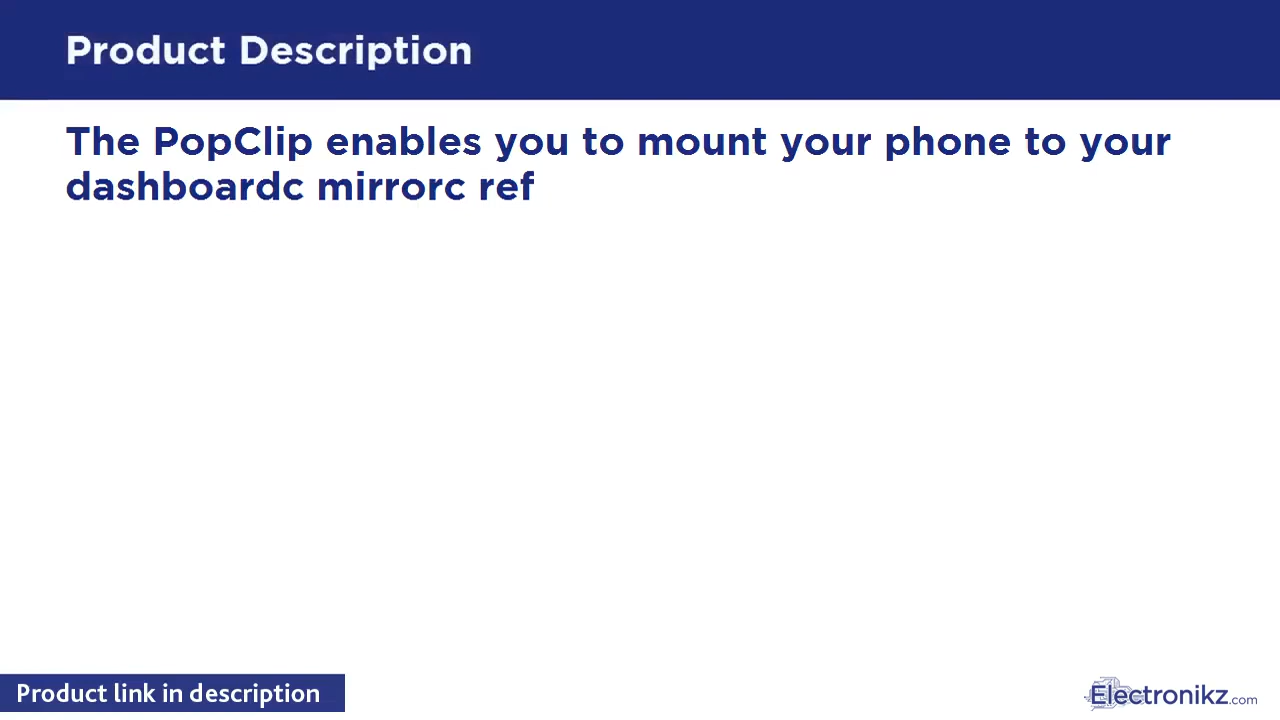 Product Description
The PopClip enables you to mount your phone to your
dashboardc mirrorc ref
Product link in description
Electronikz.com